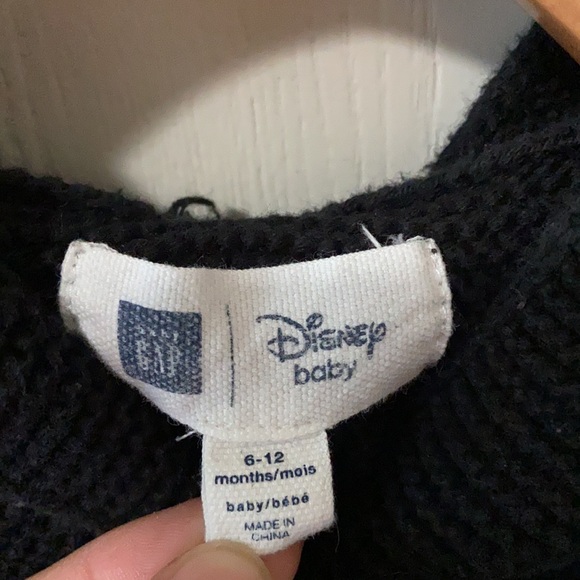 GAP
Disney
baby
6-12
months/mois
baby/bébé
MADE IN
CHINA